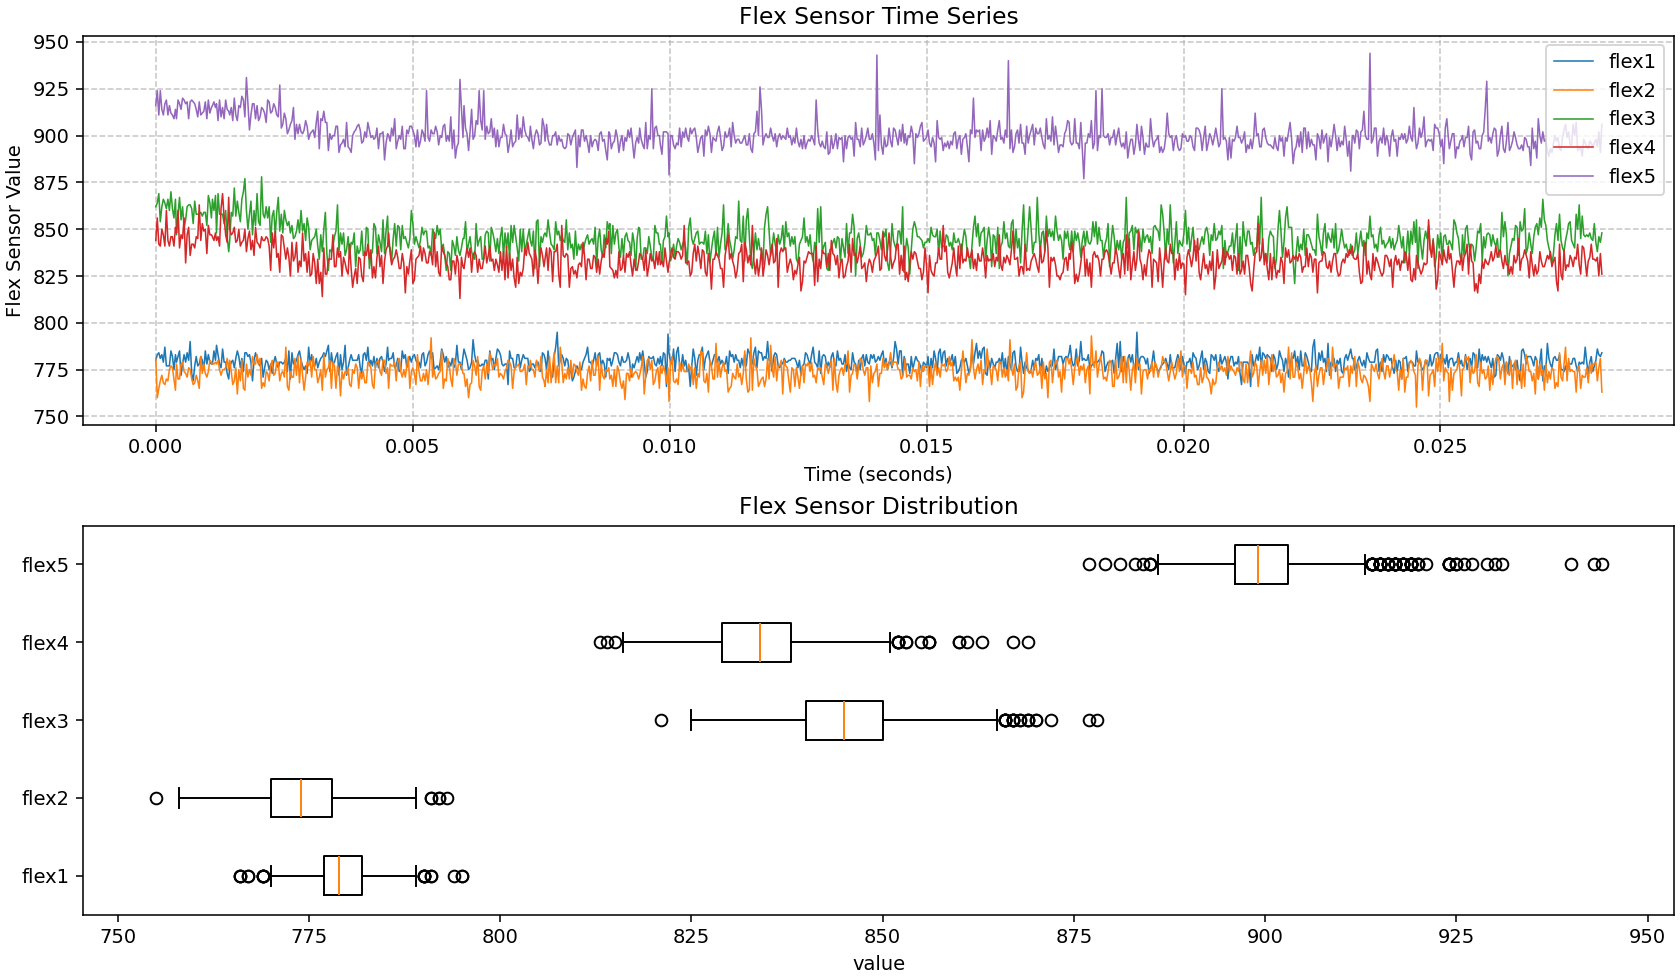 Flex Sensor Time Series
Flex Sensor Value
950
925
900
875
850
825
800
775
750
flex1
flex2
flex3
flex4
flex5
0.000 0.005 0.010 0.015 0.020 0.025
Time (seconds)
Flex Sensor Distribution
flex5
flex4
flex3
flex2
flex1
750 775 800 825 850 875 900 925 950
value